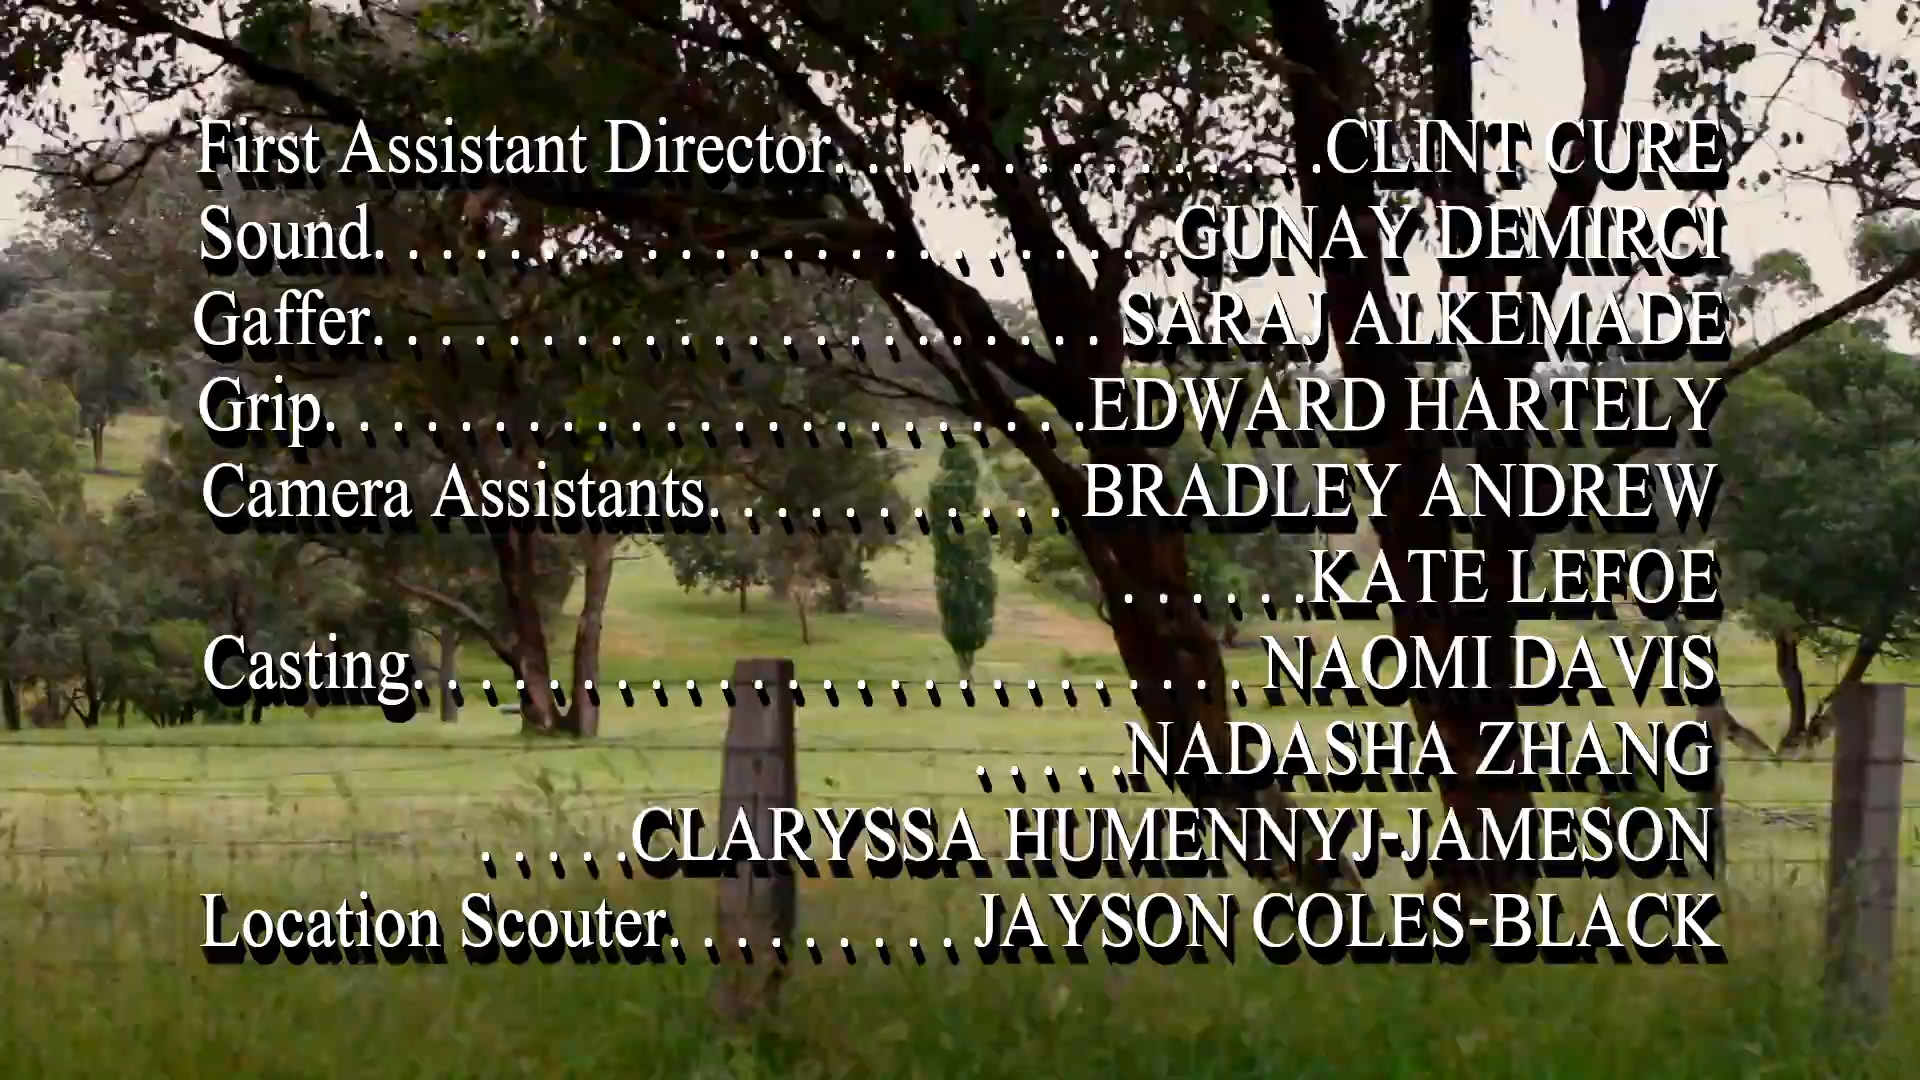 First Assistant Director. . . . . . . . . . . . . . .CLINT CURE
Sound. . . . . . . . . . . . . . . . . . . . . . . .GUNAY DEMIRCI
Gaffer. . . . . . . . . . . . . . . . . . . . . . SARAJ ALKEMADE
Grip. . . . . . . . . . . . . . . . . . . . . . .EDWARD HARTELY
Camera Assistants. . . . . . . . . . . BRADLEY ANDREW
. . . . . .KATE LEFOE
Casting. . . . . . . . . . . . . . . . . . . . . . . . . NAOMI DAVIS
. . . . .NADASHA ZHANG
. . . . .CLARYSSA HUMENNYJ-JAMESON
Location Scouter. . . . . . . . . JAYSON COLES-BLACK